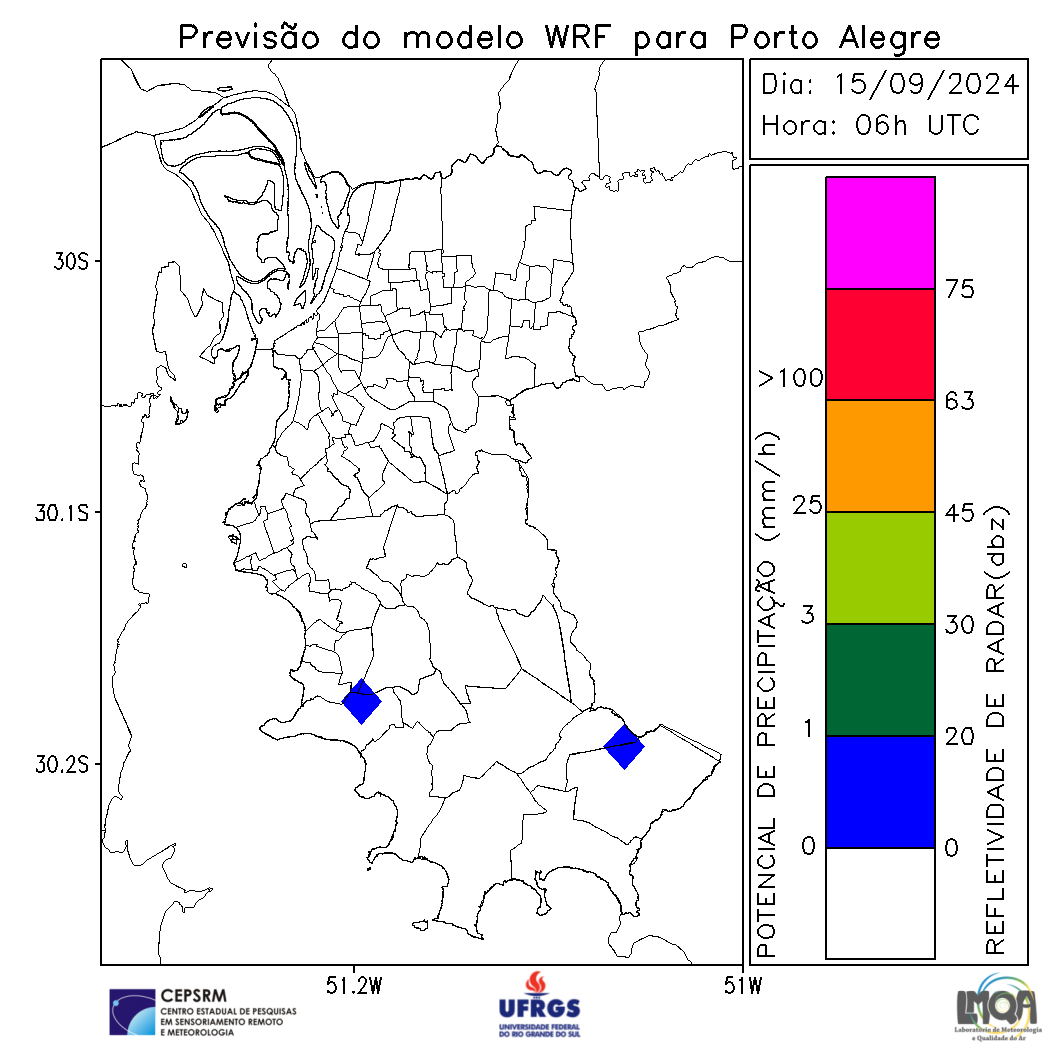 Previsão do modelo WRF para Porto Alegre
Dia: 15/09/2024
Hora: 06h UTC
30S
30.1S
30.2S
51.2W
51W
POTENCIAL DE PRECIPITAÇÃO (mm/h)
>100
25
3
1
0
75
63
45
30
20
0
REFLETIVIDADE DE RADAR(dbz)
CEPSRM
CENTRO ESTADUAL DE PESQUISAS
EM SENSORIAMENTO REMOTO
E METEOROLOGIA
UFRGS
UNIVERSIDADE FEDERAL
DO RIO GRANDE DO SUL
LMQA
Laboratório de Meteorologia
e Qualidade do Ar